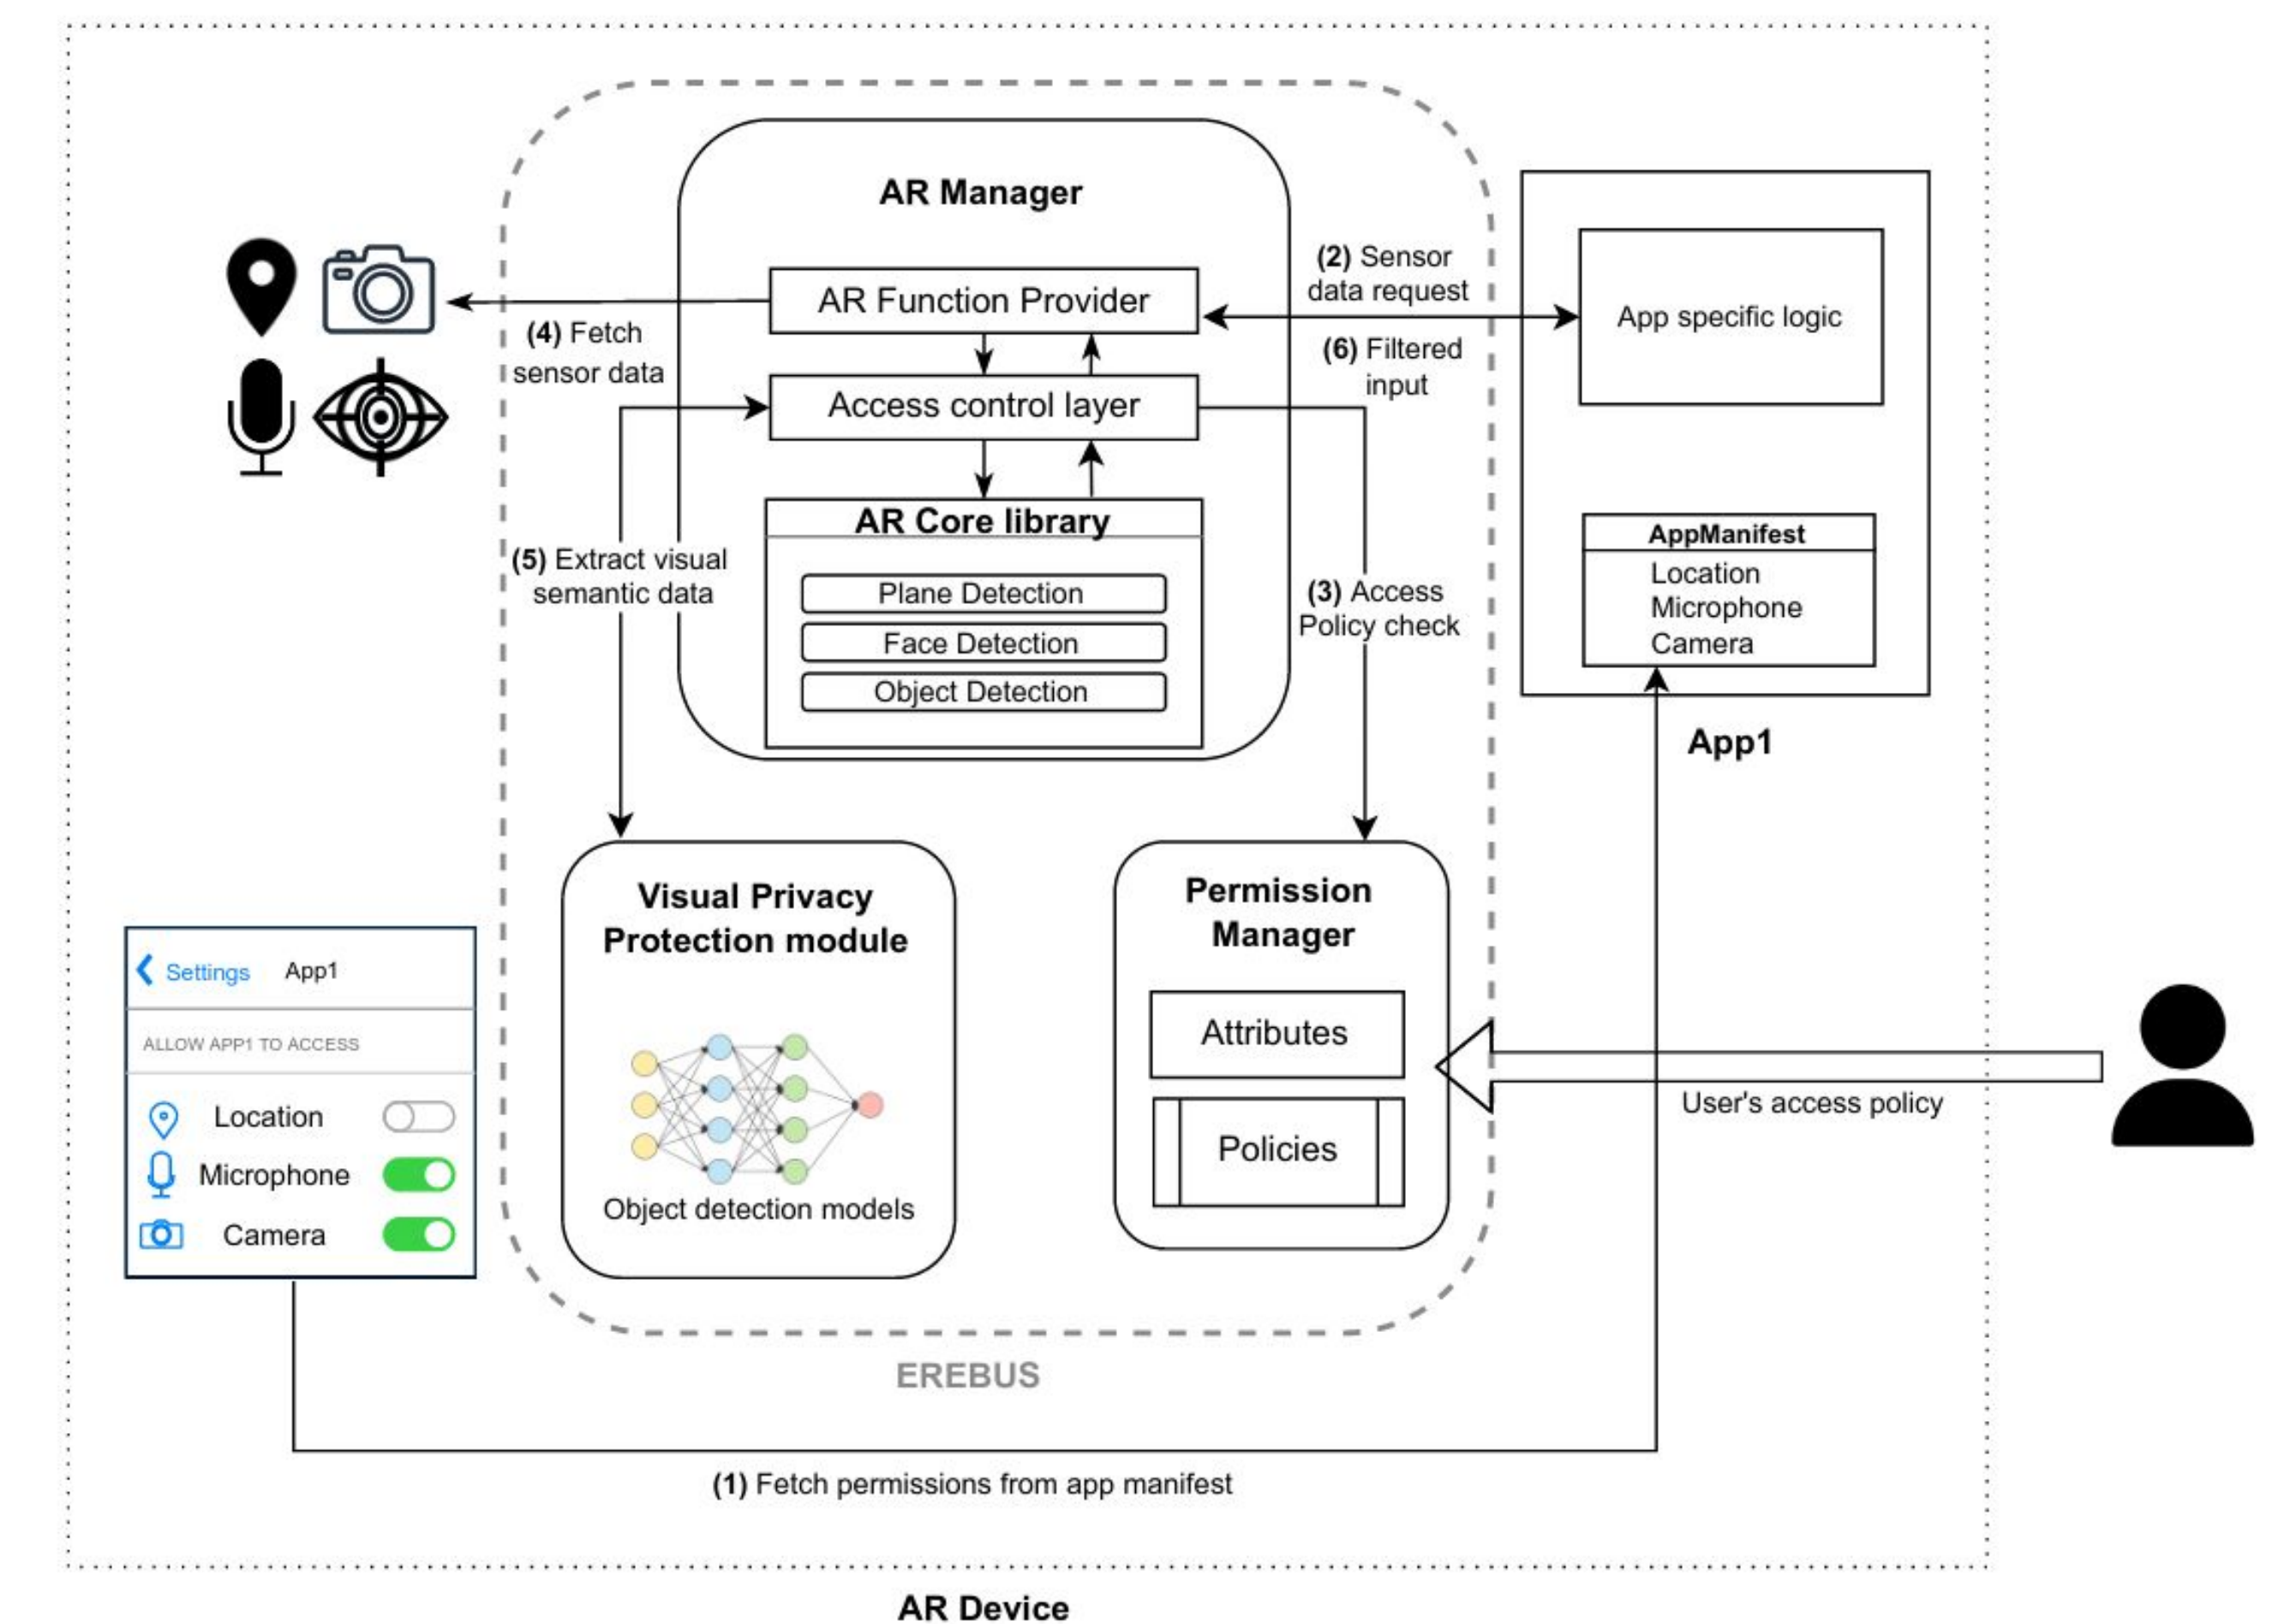 AR Manager
AR Function Provider
Access control layer
AR Core library
Plane Detection
Face Detection
Object Detection
(2) Sensor
data request
(6) Filtered
input
(4) Fetch
sensor data
(5) Extract visual
semantic data
(3) Access
Policy check
App specific logic
AppManifest
Location
Microphone
Camera
App1
Visual Privacy
Protection module
Object detection models
Permission
Manager
Attributes
Policies
User's access policy
Settings App1
ALLOW APP1 TO ACCESS
Location
Microphone
Camera
EREBUS
(1) Fetch permissions from app manifest
AR Device